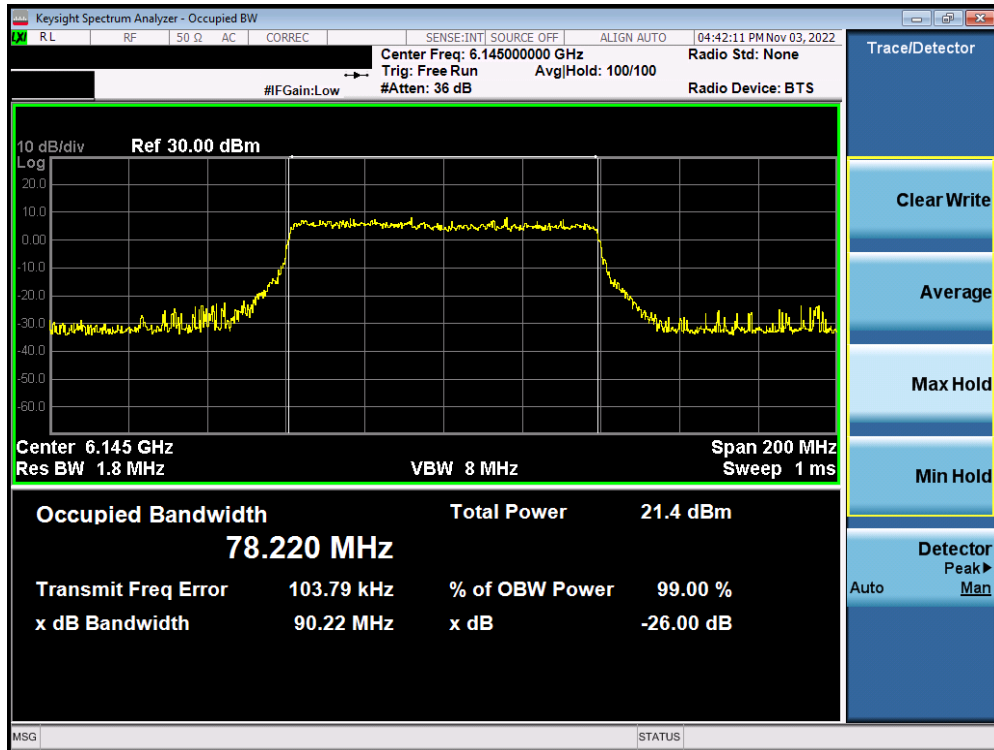 Keysight Spectrum Analyzer - Occupied BW
LXI RL RF 50 Ω AC CORREC SENSE:INT SOURCE OFF ALIGN AUTO 04:42:11 PM Nov 03, 2022
Center Freq: 6.145000000 GHz Radio Std: None
Trig: Free Run Avg|Hold: 100/100
#IFGain:Low #Atten: 36 dB Radio Device: BTS
10 dB/div Ref 30.00 dBm
Log
20.0
10.0
0.00
-10.0
-20.0
-30.0
-40.0
-50.0
-60.0
Center 6.145 GHz Span 200 MHz
Res BW 1.8 MHz VBW 8 MHz Sweep 1 ms
Occupied Bandwidth Total Power 21.4 dBm
78.220 MHz
Transmit Freq Error 103.79 kHz % of OBW Power 99.00 %
x dB Bandwidth 90.22 MHz x dB -26.00 dB
MSG STATUS
Trace/Detector
Clear Write
Average
Max Hold
Min Hold
Detector
Peak▶
Auto Man